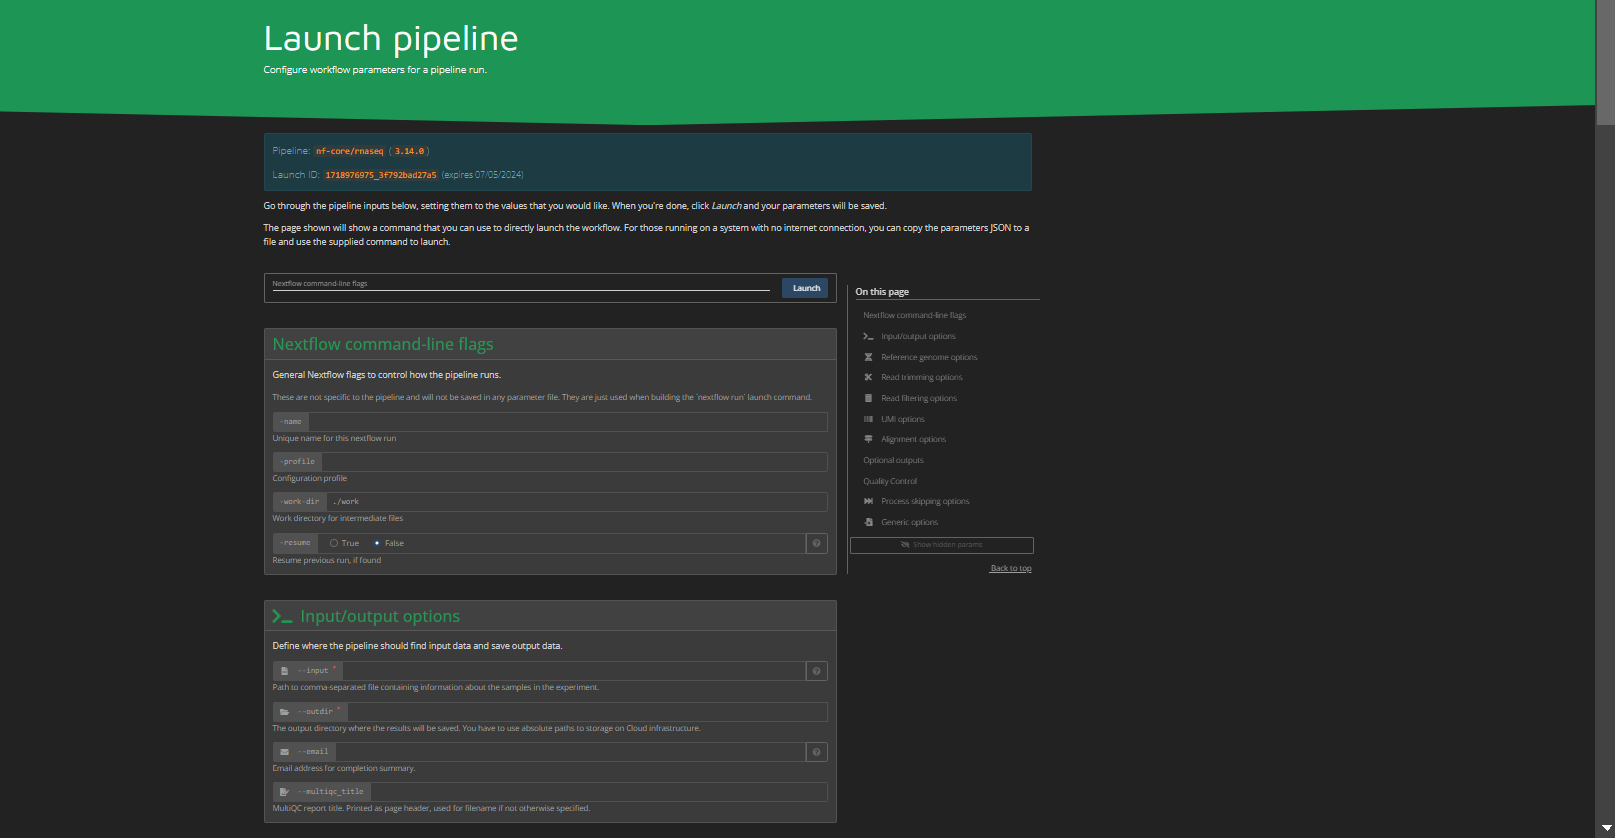 Launch pipeline
Configure workflow parameters for a pipeline run.
Pipeline: nf-core/rnaseq ( 3.14.0 )
Launch ID: 1718976975_3f792bad27a5 (expires 07/05/2024)
Go through the pipeline inputs below, setting them to the values that you would like. When you're done, click Launch and your parameters will be saved.
The page shown will show a command that you can use to directly launch the workflow. For those running on a system with no internet connection, you can copy the parameters JSON to a
file and use the supplied command to launch.
Nextflow command-line flags
Launch
Nextflow command-line flags
General Nextflow flags to control how the pipeline runs.
These are not specific to the pipeline and will not be saved in any parameter file. They are just used when building the `nextflow run` launch command.
-name
Unique name for this nextflow run
-profile
Configuration profile
-work-dir ./work
Work directory for intermediate files
-resume True False
Resume previous run, if found
Input/output options
Define where the pipeline should find input data and save output data.
--input *
Path to comma-separated file containing information about the samples in the experiment.
--outdir *
The output directory where the results will be saved. You have to use absolute paths to storage on Cloud infrastructure.
--email
Email address for completion summary.
--multiqc_title
MultiQC report title. Printed as page header, used for filename if not otherwise specified.
On this page
Nextflow command-line flags
Input/output options
Reference genome options
Read trimming options
Read filtering options
UMI options
Alignment options
Optional outputs
Quality Control
Process skipping options
Generic options
Show hidden params
Back to top